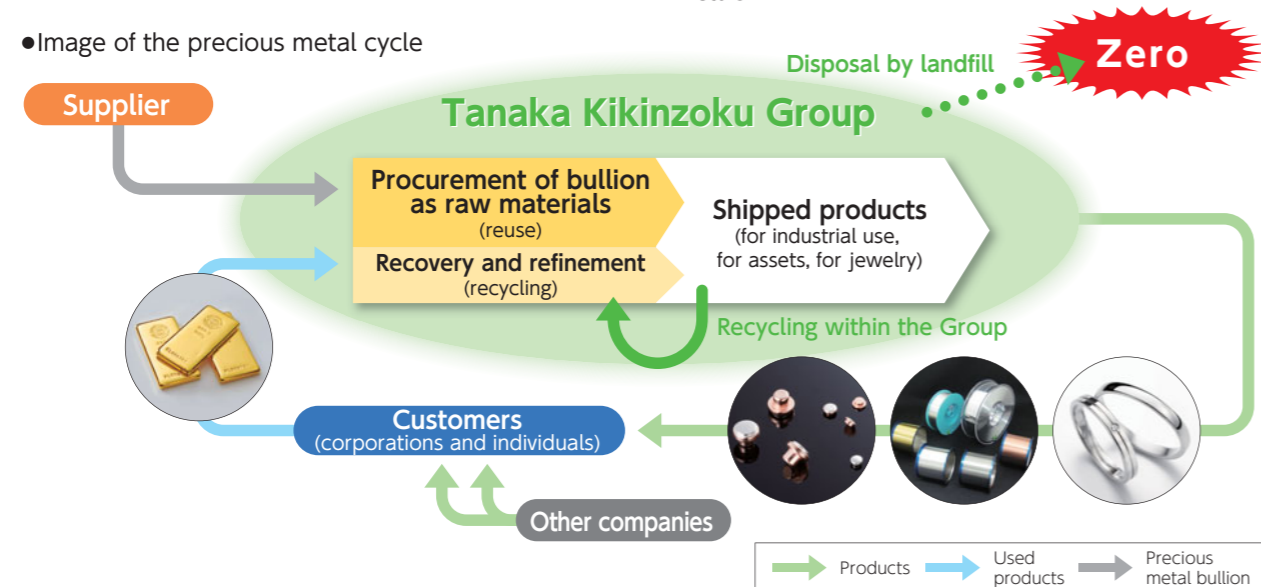 ●Image of the precious metal cycle
Disposal by landfill
Zero
Supplier
Tanaka Kikinzoku Group
Procurement of bullion
as raw materials
(reuse)
Recovery and refinement
(recycling)
Shipped products
(for industrial use,
for assets, for jewelry)
Recycling within the Group
Customers
(corporations and individuals)
Other companies
Products
Used
products
Precious
metal bullion